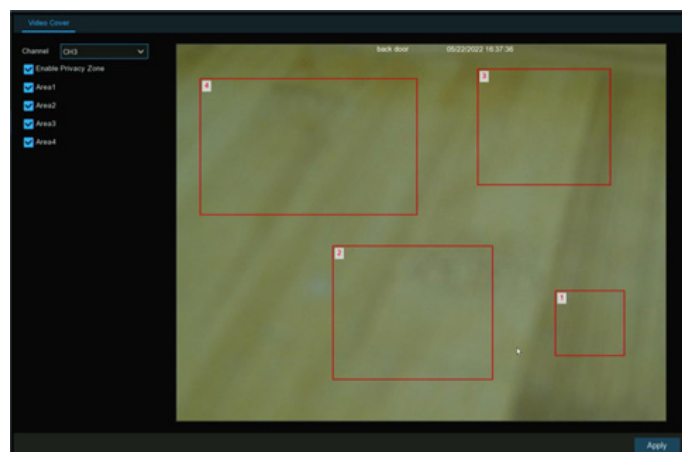 Video Cover
Channel CH3
Enable Privacy Zone
Area1
Area2
Area3
Area4
back door 05/22/2022 16:37:36
4
3
2
1
Apply